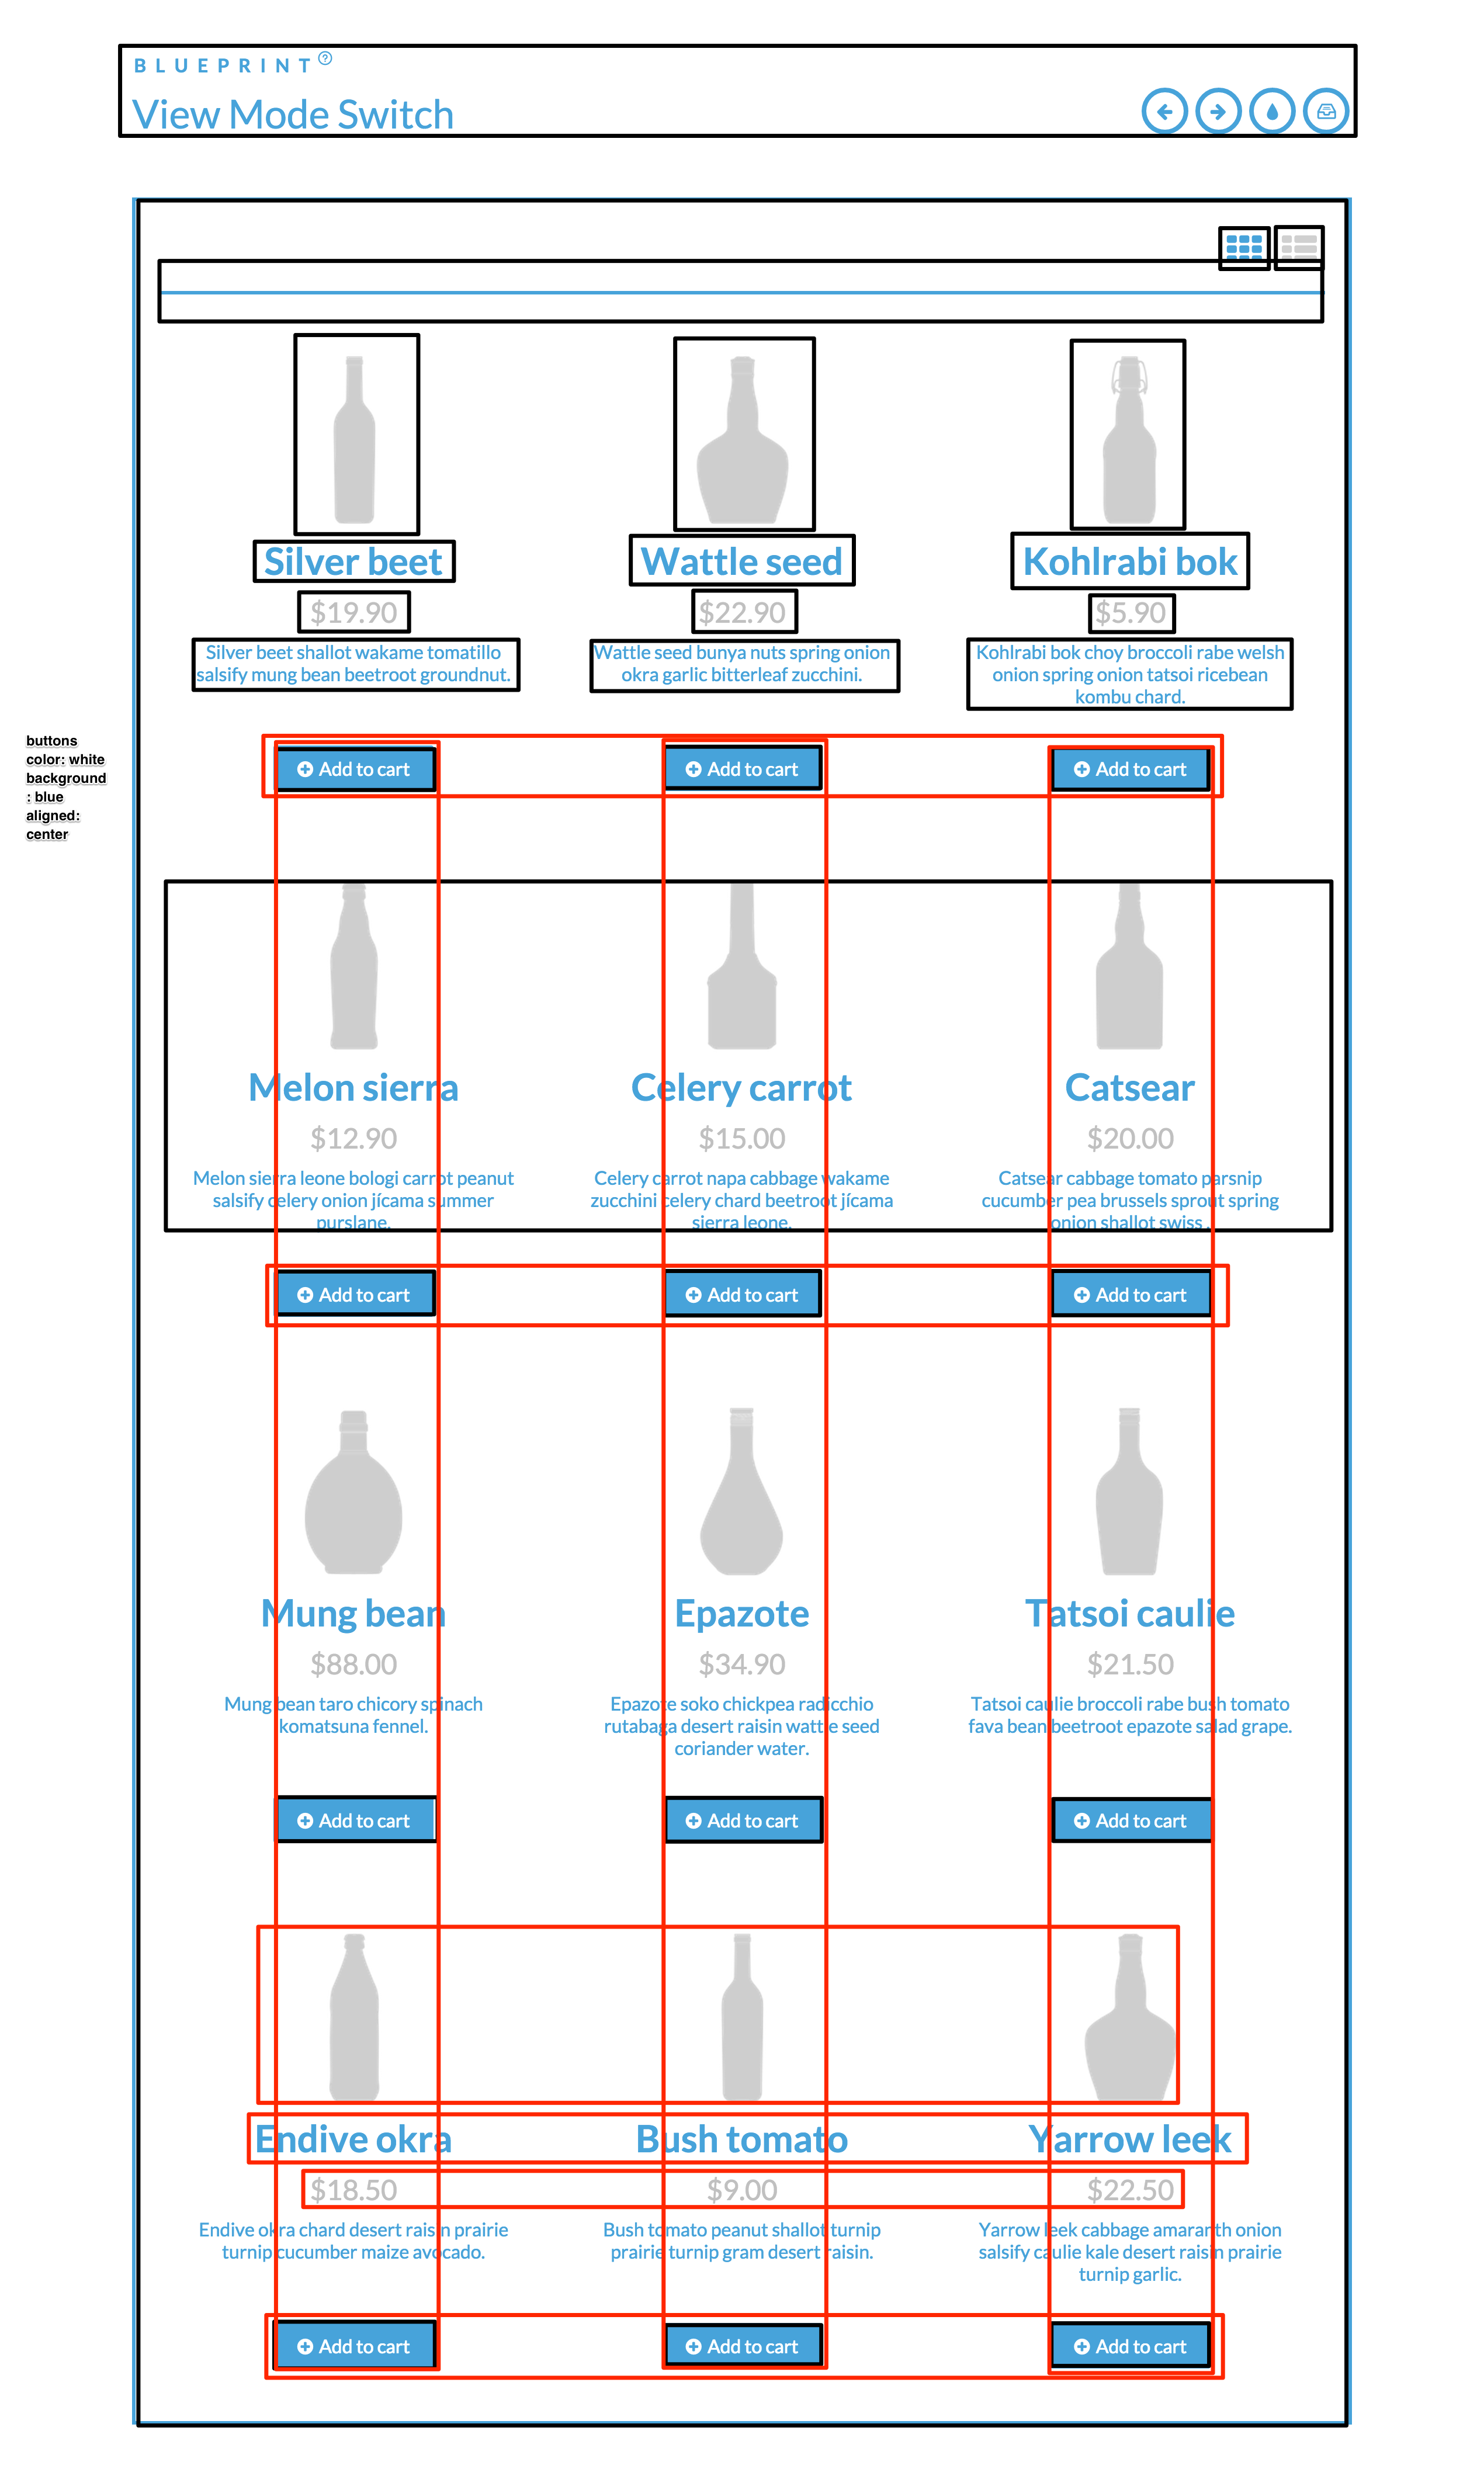 BLUEPRINT ?
View Mode Switch
Silver beet
$19.90
Silver beet shallot wakame tomatillo
salsify mung bean beetroot groundnut.
Wattle seed
$22.90
Wattle seed bunya nuts spring onion
okra garlic bitterleaf zucchini.
Kohlrabi bok
$5.90
Kohlrabi bok choy broccoli rabe welsh
onion spring onion tatsoi ricebean
kombu chard.
buttons
color: white
background
: blue
aligned:
center
Add to cart
Add to cart
Add to cart
Melon sierra
$12.90
Melon sierra leone bologi carrot peanut
salsify celery onion jícama summer
purslane.
Celery carrot
$15.00
Celery carrot napa cabbage wakame
zucchini celery chard beetroot jícama
sierra leone.
Catsear
$20.00
Catsear cabbage tomato parsnip
cucumber pea brussels sprout spring
onion shallot swiss .
Add to cart
Add to cart
Add to cart
Mung bean
$88.00
Mung bean taro chicory spinach
komatsuna fennel.
Epazote
$34.90
Epazote soko chickpea radicchio
rutabaga desert raisin wattle seed
coriander water.
Tatsoi caulie
$21.50
Tatsoi caulie broccoli rabe bush tomato
fava bean beetroot epazote salad grape.
Add to cart
Add to cart
Add to cart
Endive okra
$18.50
Endive okra chard desert raisin prairie
turnip cucumber maize avocado.
Bush tomato
$9.00
Bush tomato peanut shallot turnip
prairie turnip gram desert raisin.
Yarrow leek
$22.50
Yarrow leek cabbage amaranth onion
salsify caulie kale desert raisin prairie
turnip garlic.
Add to cart
Add to cart
Add to cart